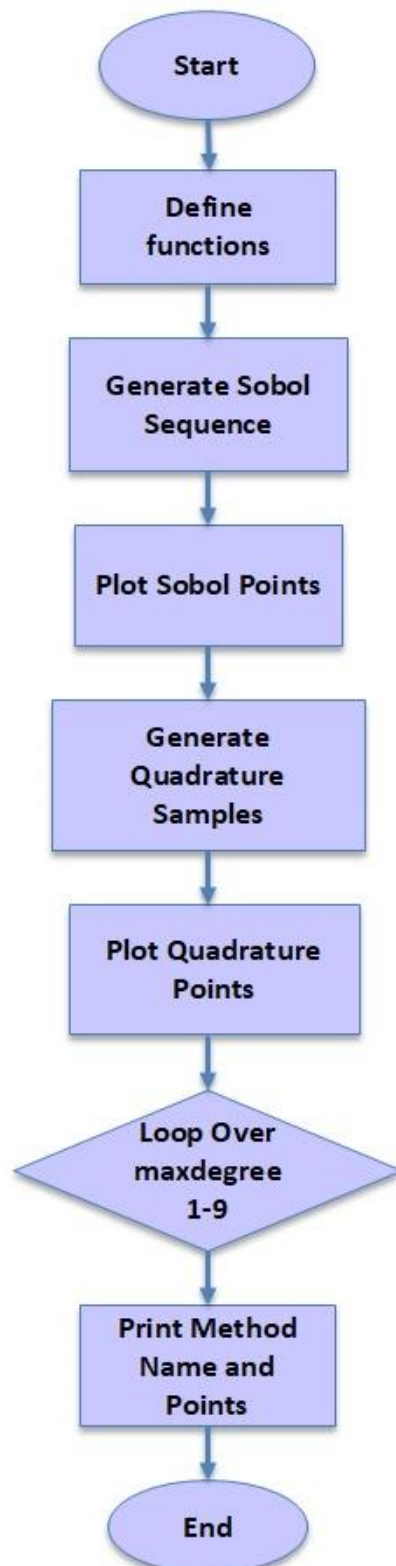 Start
Define
functions
Generate Sobol
Sequence
Plot Sobol Points
Generate
Quadrature
Samples
Plot Quadrature
Points
Loop Over
maxdegree
1-9
Print Method
Name and
Points
End